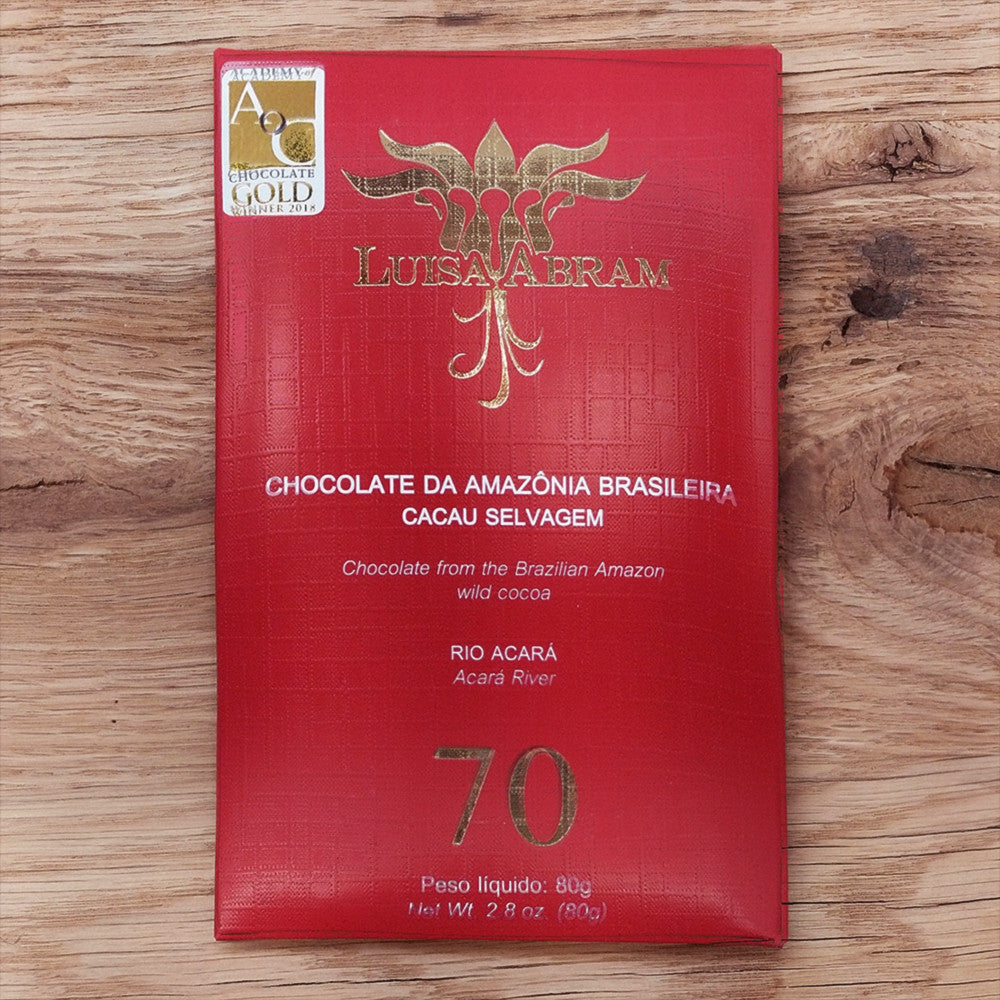 ACADEMY of
AoC
CHOCOLATE
GOLD
WINNER 2018
LUISA ABRAM
CHOCOLATE DA AMAZÔNIA BRASILEIRA
CACAU SELVAGEM
Chocolate from the Brazilian Amazon
wild cocoa
RIO ACARÁ
Acará River
70
Peso líquido: 80g
Net Wt. 2.8 oz. (80g)